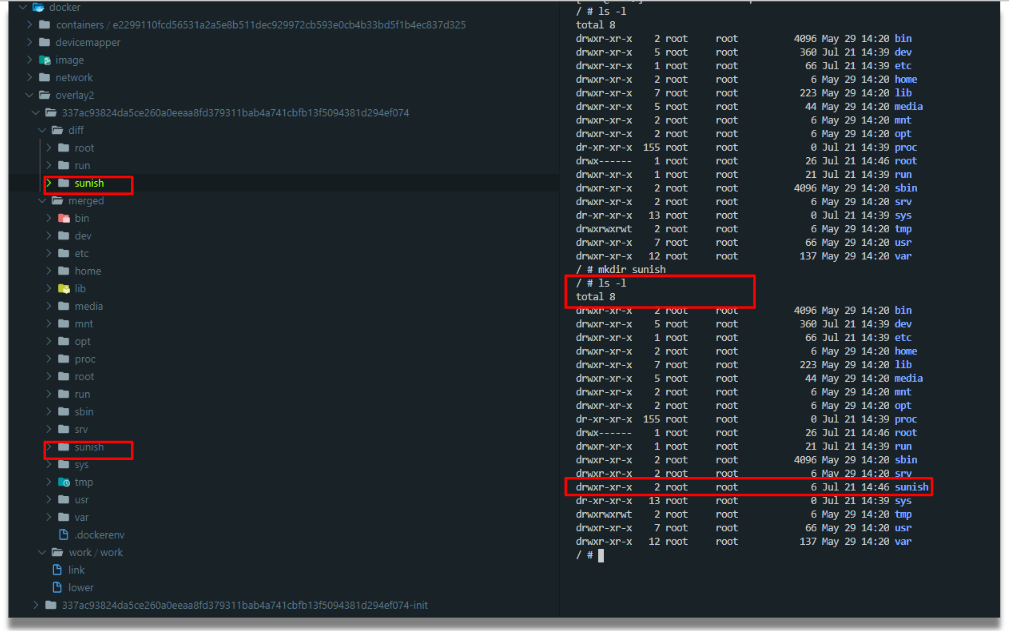 docker
containers / e2299110fcd56531a2a5e8b511dec929972cb593e0cb4b33bd5f1b4ec837d325
devicemapper
image
network
overlay2
337ac93824da5ce260a0eeaa8fd379311bab4a741cbfb13f5094381d294ef074
diff
root
run
sunish
merged
bin
dev
etc
home
lib
media
mnt
opt
proc
root
run
sbin
srv
sunish
sys
tmp
usr
var
.dockerenv
work / work
link
lower
337ac93824da5ce260a0eeaa8fd379311bab4a741cbfb13f5094381d294ef074-init
/ # ls -l
total 8
drwxr-xr-x 2 root root 4096 May 29 14:20 bin
drwxr-xr-x 5 root root 360 Jul 21 14:39 dev
drwxr-xr-x 1 root root 66 Jul 21 14:39 etc
drwxr-xr-x 2 root root 6 May 29 14:20 home
drwxr-xr-x 7 root root 223 May 29 14:20 lib
drwxr-xr-x 5 root root 44 May 29 14:20 media
drwxr-xr-x 2 root root 6 May 29 14:20 mnt
drwxr-xr-x 2 root root 6 May 29 14:20 opt
dr-xr-xr-x 155 root root 0 Jul 21 14:39 proc
drwx------ 1 root root 26 Jul 21 14:46 root
drwxr-xr-x 1 root root 21 Jul 21 14:39 run
drwxr-xr-x 2 root root 4096 May 29 14:20 sbin
drwxr-xr-x 2 root root 6 May 29 14:20 srv
dr-xr-xr-x 13 root root 0 Jul 21 14:39 sys
drwxrwxrwt 2 root root 6 May 29 14:20 tmp
drwxr-xr-x 7 root root 66 May 29 14:20 usr
drwxr-xr-x 12 root root 137 May 29 14:20 var
/ # mkdir sunish
/ # ls -l
total 8
drwxr-xr-x 2 root root 4096 May 29 14:20 bin
drwxr-xr-x 5 root root 360 Jul 21 14:39 dev
drwxr-xr-x 1 root root 66 Jul 21 14:39 etc
drwxr-xr-x 2 root root 6 May 29 14:20 home
drwxr-xr-x 7 root root 223 May 29 14:20 lib
drwxr-xr-x 5 root root 44 May 29 14:20 media
drwxr-xr-x 2 root root 6 May 29 14:20 mnt
drwxr-xr-x 2 root root 6 May 29 14:20 opt
dr-xr-xr-x 155 root root 0 Jul 21 14:39 proc
drwx------ 1 root root 26 Jul 21 14:46 root
drwxr-xr-x 1 root root 21 Jul 21 14:39 run
drwxr-xr-x 2 root root 4096 May 29 14:20 sbin
drwxr-xr-x 2 root root 6 May 29 14:20 srv
drwxr-xr-x 2 root root 6 Jul 21 14:46 sunish
dr-xr-xr-x 13 root root 0 Jul 21 14:39 sys
drwxrwxrwt 2 root root 6 May 29 14:20 tmp
drwxr-xr-x 7 root root 66 May 29 14:20 usr
drwxr-xr-x 12 root root 137 May 29 14:20 var
/ #